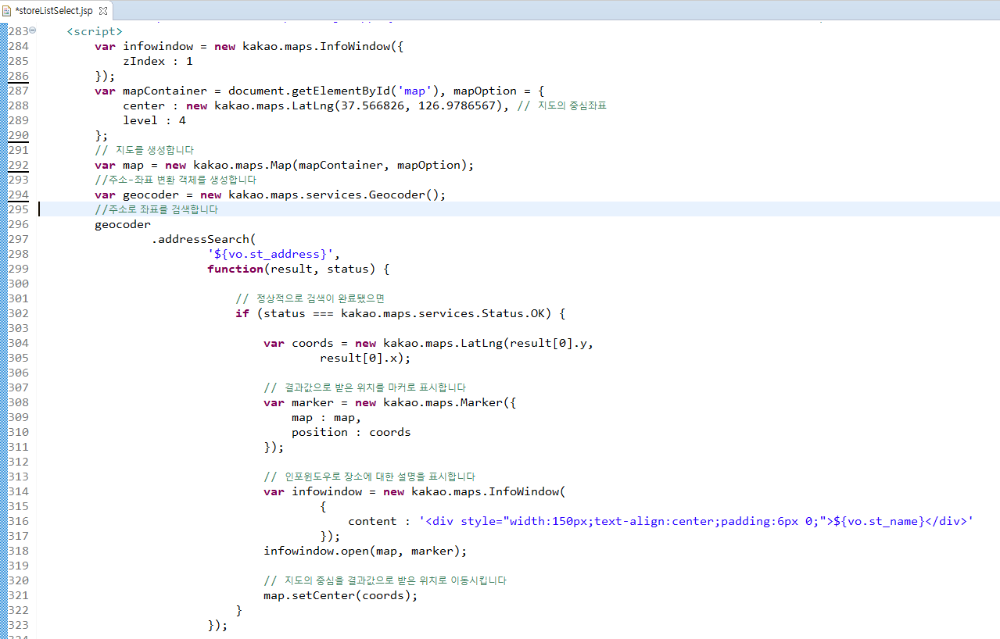 *storeListSelect.jsp
283 <script>
284 var infowindow = new kakao.maps.InfoWindow({
285 zIndex : 1
286 });
287 var mapContainer = document.getElementById('map'), mapOption = {
288 center : new kakao.maps.LatLng(37.566826, 126.9786567), // 지도의 중심좌표
289 level : 4
290 };
291 // 지도를 생성합니다
292 var map = new kakao.maps.Map(mapContainer, mapOption);
293 //주소-좌표 변환 객체를 생성합니다
294 var geocoder = new kakao.maps.services.Geocoder();
295 //주소로 좌표를 검색합니다
296 geocoder
297 .addressSearch(
298 '${vo.st_address}',
299 function(result, status) {
300
301 // 정상적으로 검색이 완료됐으면
302 if (status === kakao.maps.services.Status.OK) {
303
304 var coords = new kakao.maps.LatLng(result[0].y,
305 result[0].x);
306
307 // 결과값으로 받은 위치를 마커로 표시합니다
308 var marker = new kakao.maps.Marker({
309 map : map,
310 position : coords
311 });
312
313 // 인포윈도우로 장소에 대한 설명을 표시합니다
314 var infowindow = new kakao.maps.InfoWindow(
315 {
316 content : '<div style="width:150px;text-align:center;padding:6px 0;">${vo.st_name}</div>'
317 });
318 infowindow.open(map, marker);
319
320 // 지도의 중심을 결과값으로 받은 위치로 이동시킵니다
321 map.setCenter(coords);
322 }
323 });